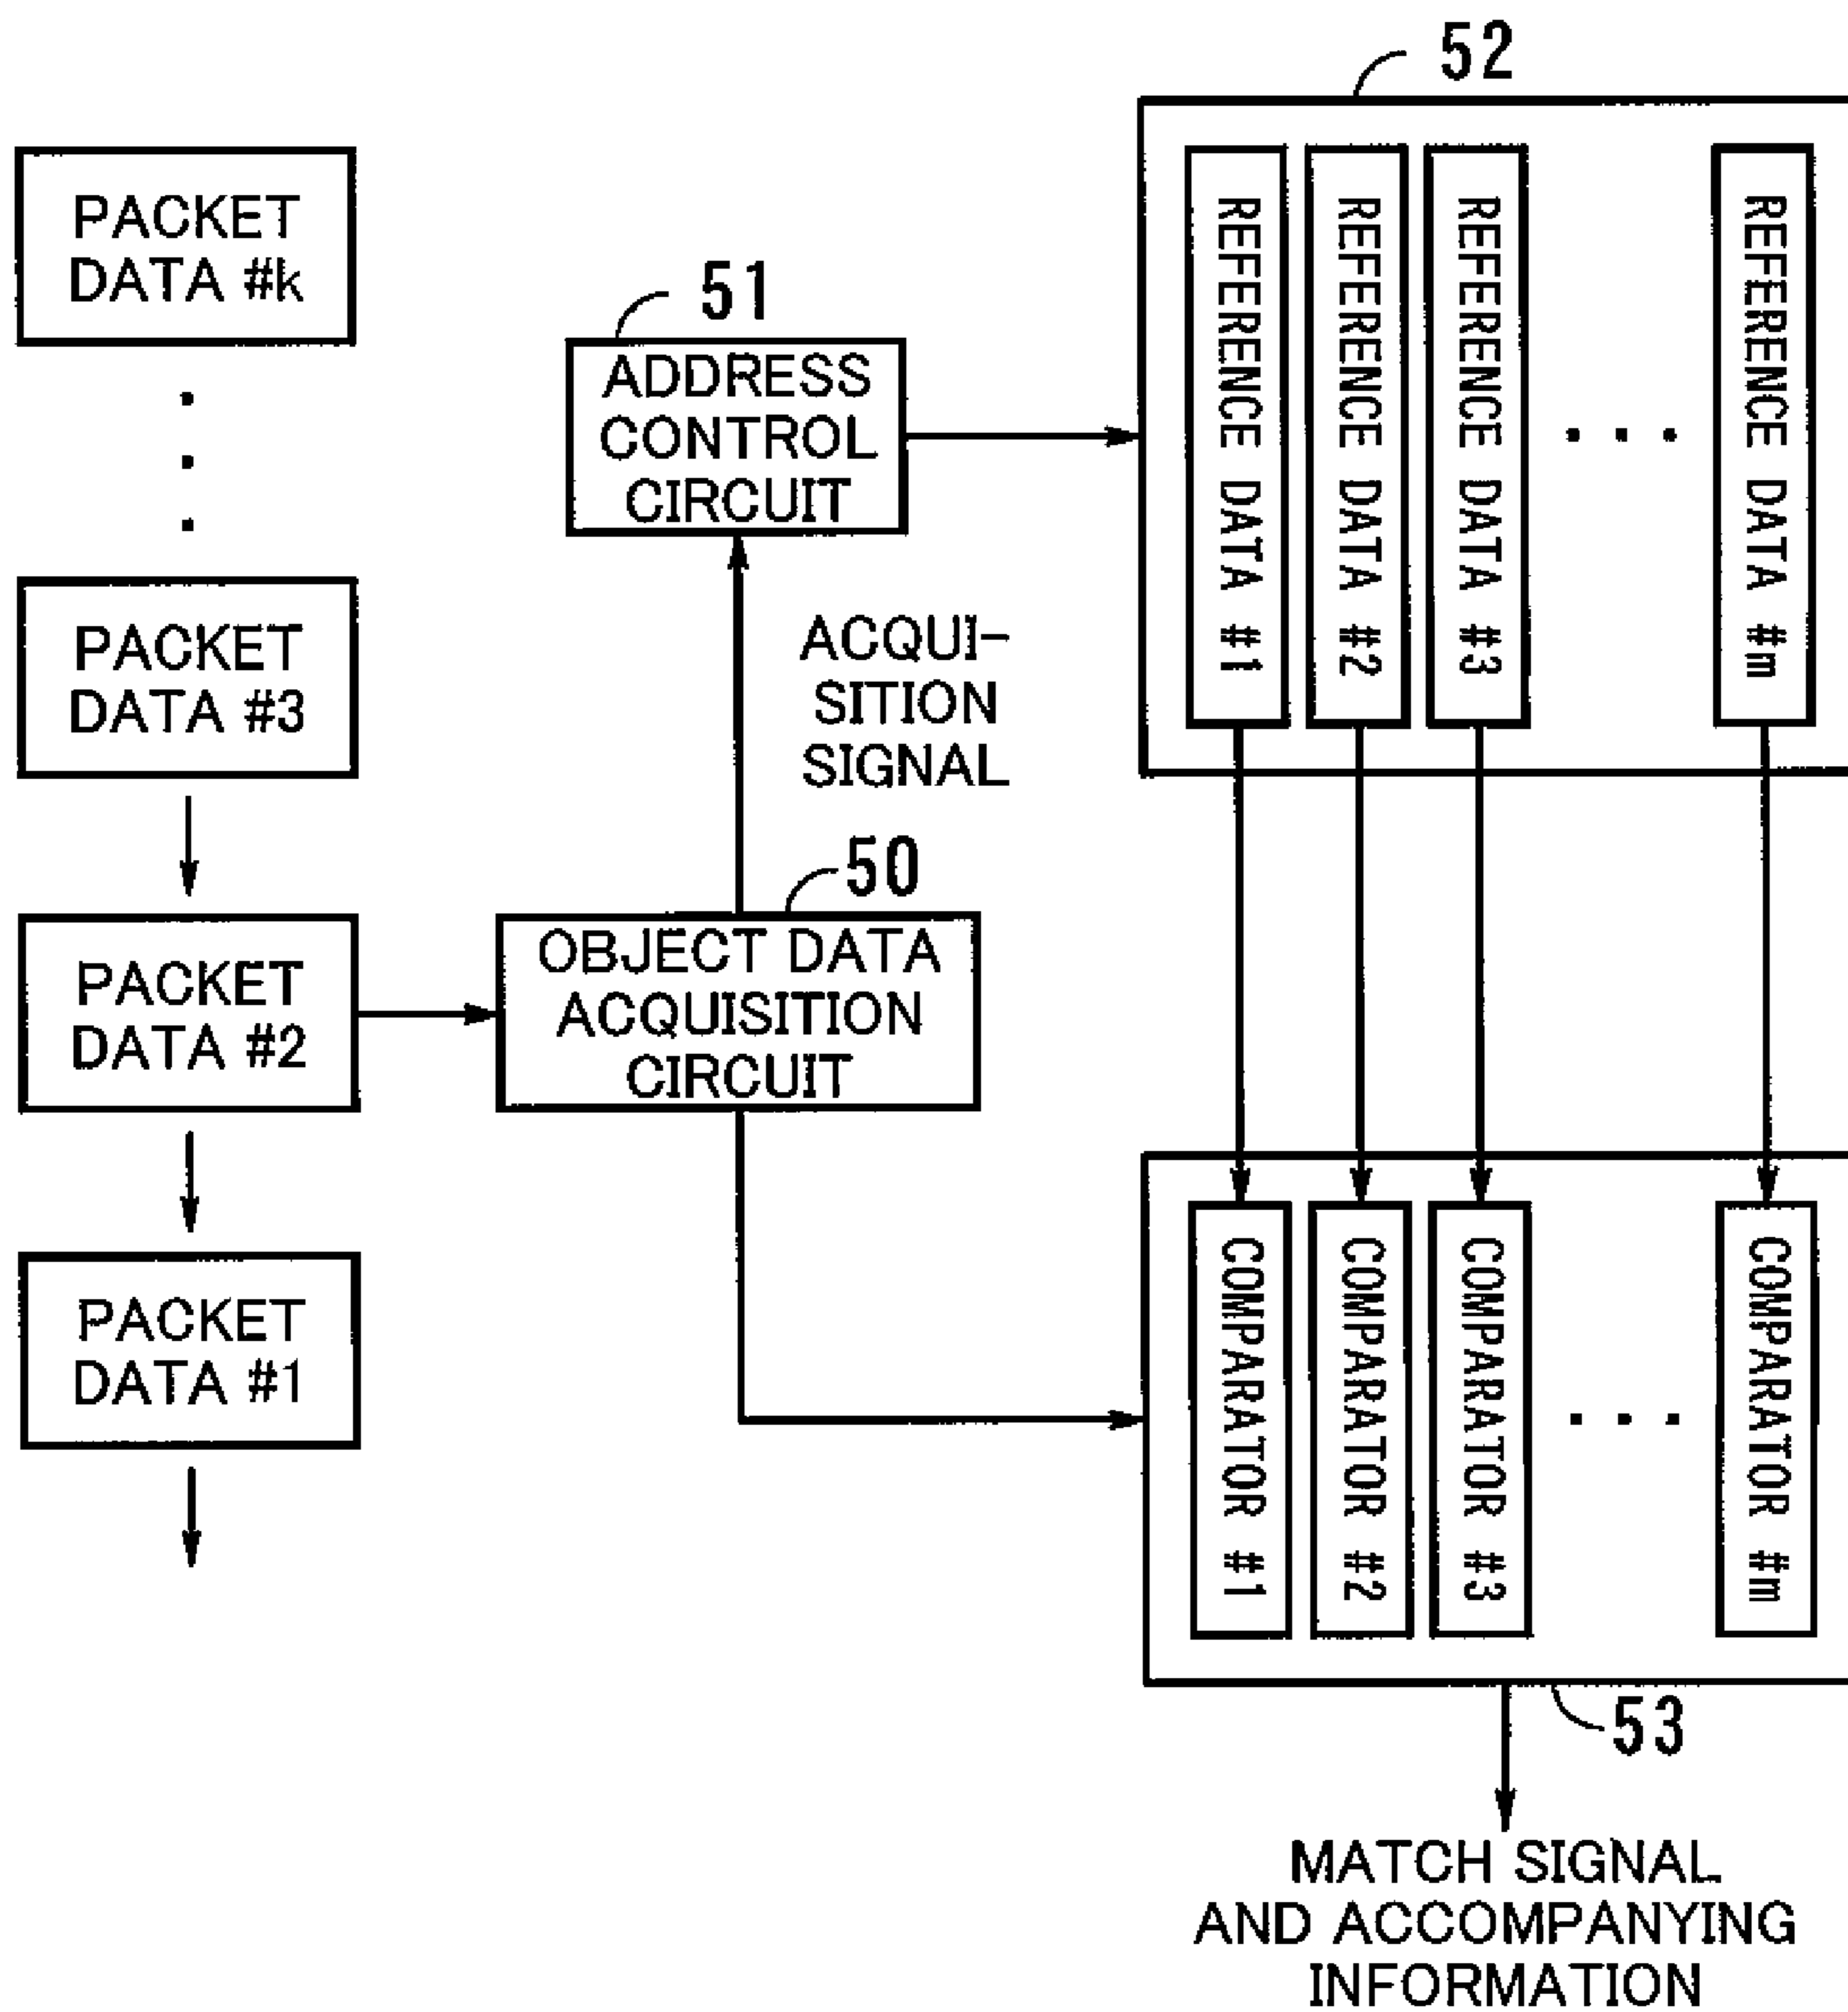 52
PACKET
DATA #k
51
ADDRESS
CONTROL
CIRCUIT
REFERENCE DATA #1
REFERENCE DATA #2
REFERENCE DATA #3
. . .
REFERENCE DATA #m
.
.
.
PACKET
DATA #3
ACQUI-
SITION
SIGNAL
50
PACKET
DATA #2
OBJECT DATA
ACQUISITION
CIRCUIT
PACKET
DATA #1
COMPARATOR #1
COMPARATOR #2
COMPARATOR #3
. . .
COMPARATOR #m
53
MATCH SIGNAL
AND ACCOMPANYING
INFORMATION